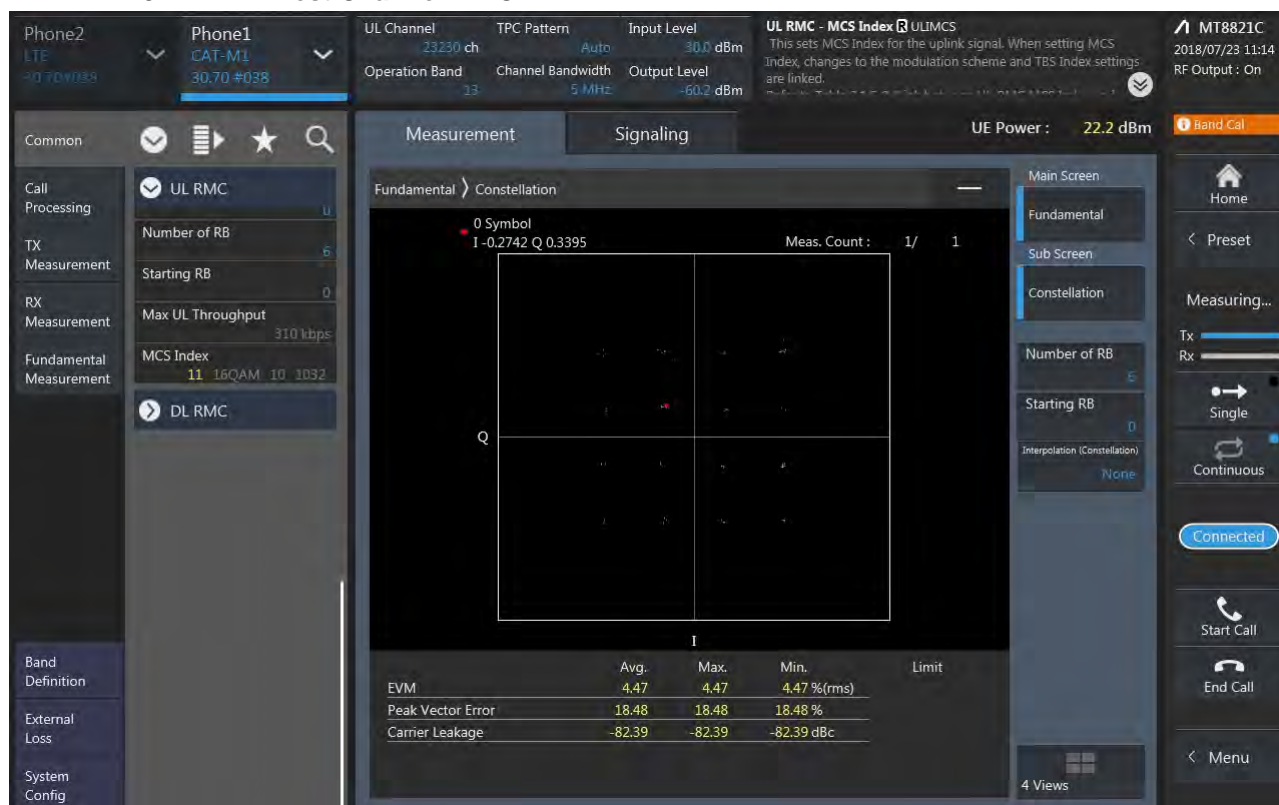 Phone2
LTE
Phone1
CAT-M1
30.70 #038
UL Channel
23230 ch
TPC Pattern
Auto
Input Level
30.0 dBm
Operation Band
13
Channel Bandwidth
5 MHz
Output Level
-60.2 dBm
UL RMC - MCS Index R ULIMCS
This sets MCS Index for the uplink signal. When setting MCS
Index, changes to the modulation scheme and TBS Index settings
are linked.
MT8821C
2018/07/23 11:14
RF Output : On
Common
Measurement
Signaling
UE Power : 22.2 dBm
Band Cal
Call
Processing
TX
Measurement
RX
Measurement
Fundamental
Measurement
Band
Definition
External
Loss
System
Config
UL RMC
Number of RB
6
Starting RB
0
Max UL Throughput
310 kbps
MCS Index
11 16QAM 10 1032
DL RMC
Fundamental > Constellation
0 Symbol
I -0.2742 Q 0.3395
Meas. Count : 1/ 1
Q
I
Avg. Max. Min. Limit
EVM 4.47 4.47 4.47 %(rms)
Peak Vector Error 18.48 18.48 18.48 %
Carrier Leakage -82.39 -82.39 -82.39 dBc
Main Screen
Fundamental
Sub Screen
Constellation
Number of RB
6
Starting RB
0
Interpolation (Constellation)
None
4 Views
Home
< Preset
Measuring...
Tx
Rx
Single
Continuous
Connected
Start Call
End Call
< Menu